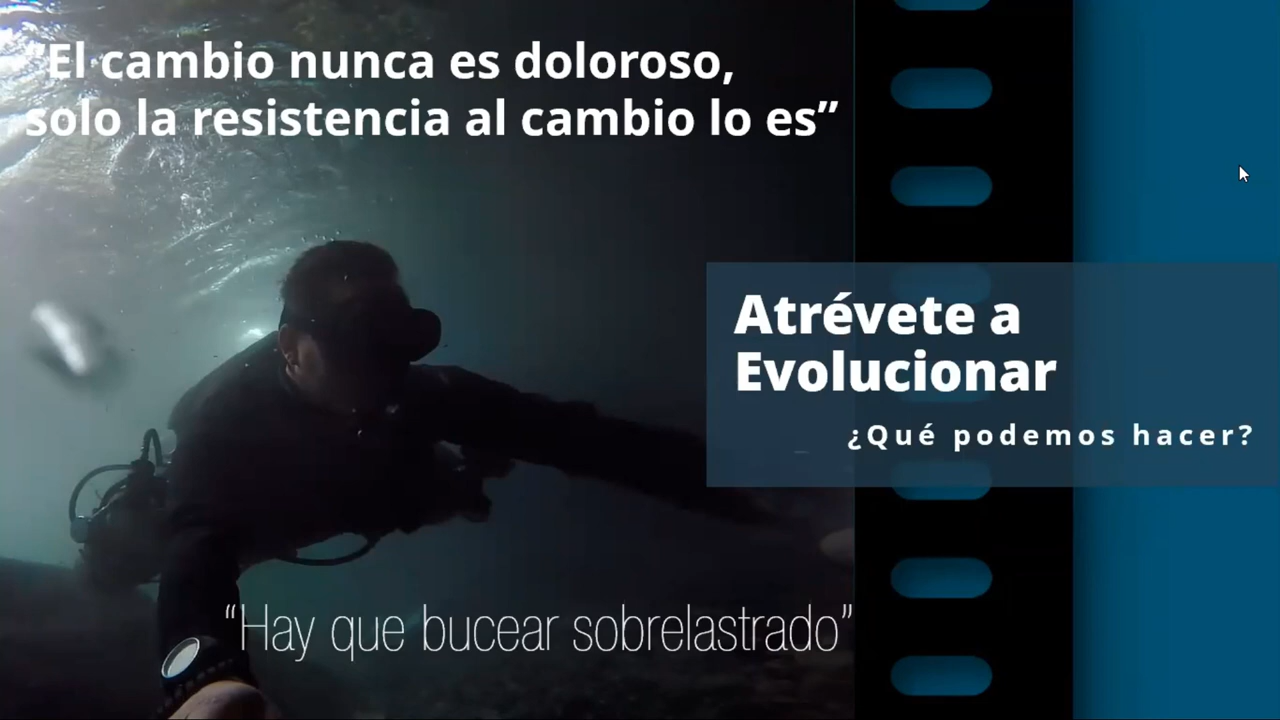 “El cambio nunca es doloroso,
solo la resistencia al cambio lo es”
Atrévete a
Evolucionar
¿Qué podemos hacer?
“Hay que bucear sobrelastrado”